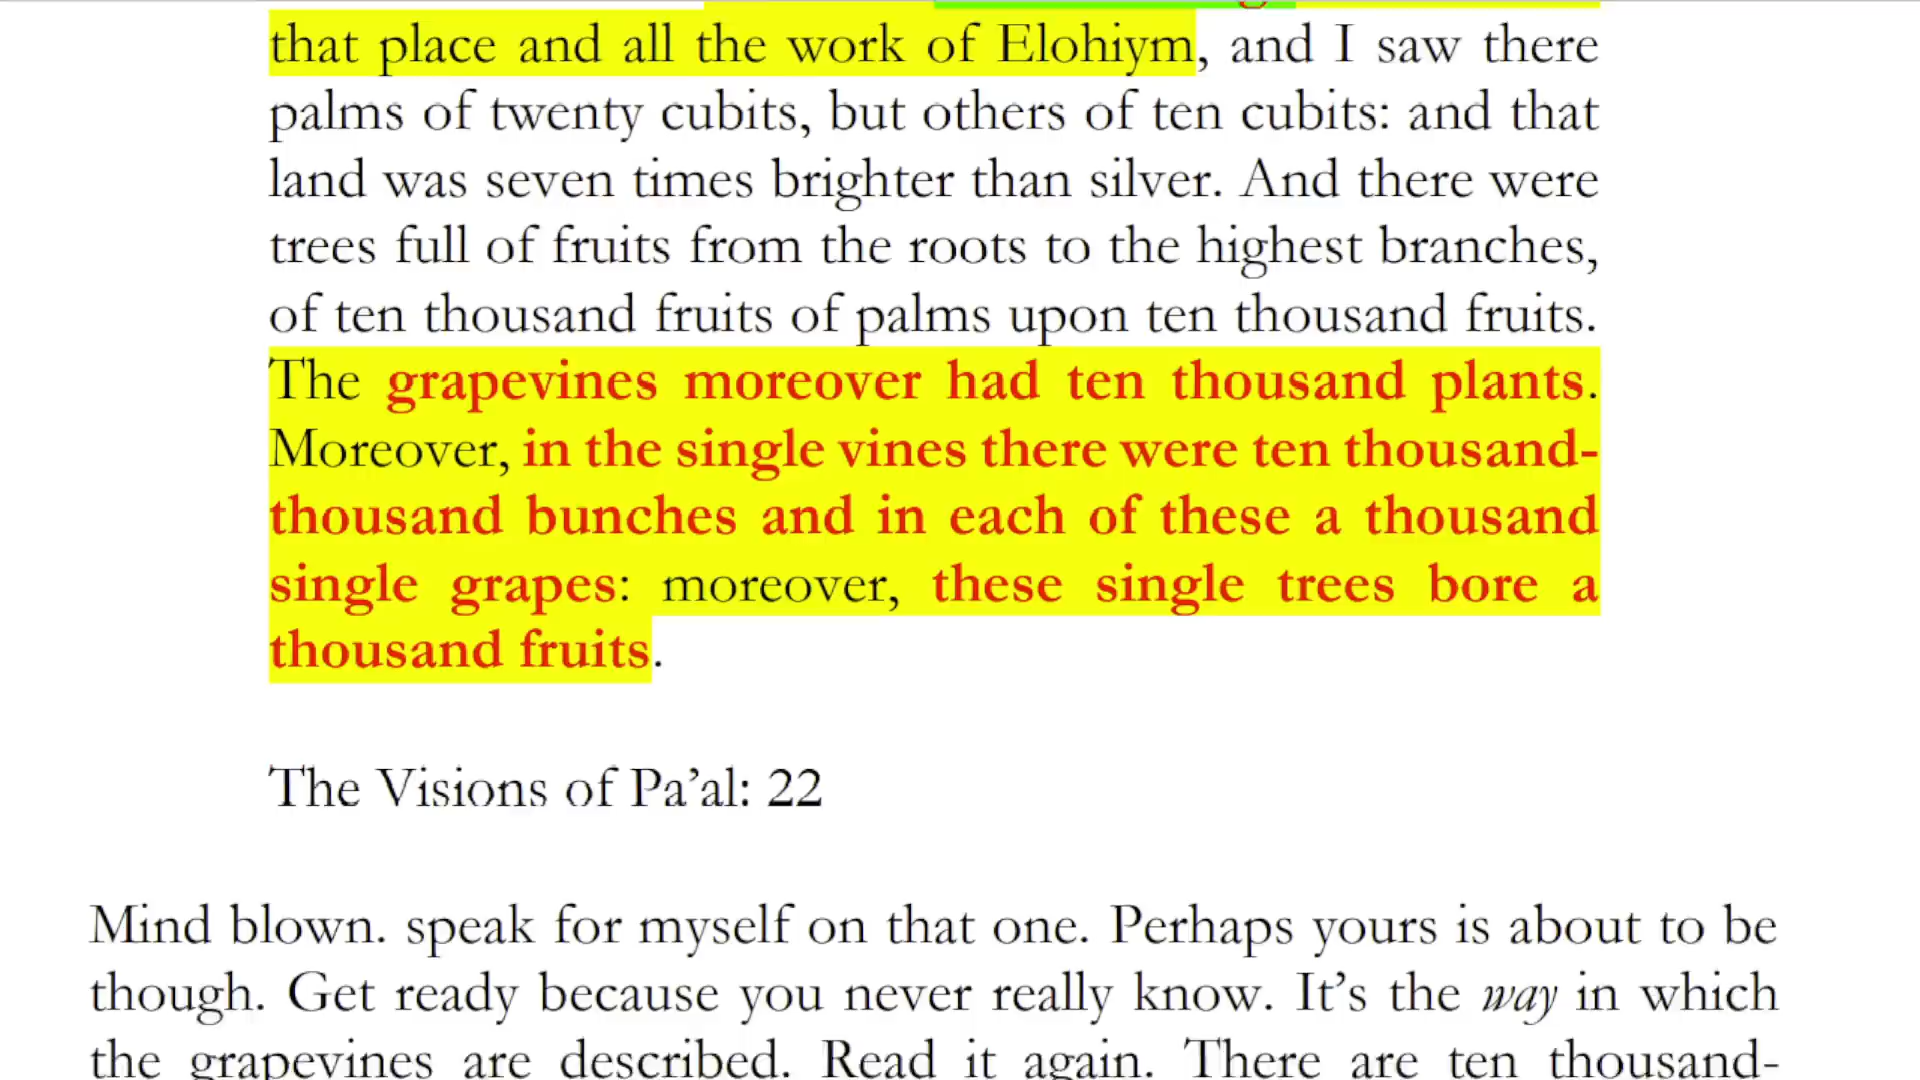 that place and all the work of Elohiym, and I saw there
palms of twenty cubits, but others of ten cubits: and that
land was seven times brighter than silver. And there were
trees full of fruits from the roots to the highest branches,
of ten thousand fruits of palms upon ten thousand fruits.
The grapevines moreover had ten thousand plants.
Moreover, in the single vines there were ten thousand-
thousand bunches and in each of these a thousand
single grapes: moreover, these single trees bore a
thousand fruits.
The Visions of Pa’al: 22
Mind blown. speak for myself on that one. Perhaps yours is about to be
though. Get ready because you never really know. It’s the way in which
the grapevines are described. Read it again. There are ten thousand-